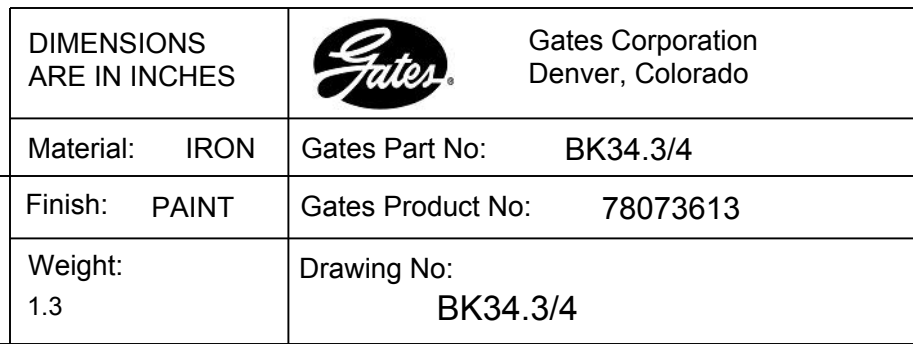 DIMENSIONS
ARE IN INCHES
Gates®
Gates Corporation
Denver, Colorado
Material: IRON
Gates Part No: BK34.3/4
Finish: PAINT
Gates Product No: 78073613
Weight:
1.3
Drawing No:
BK34.3/4